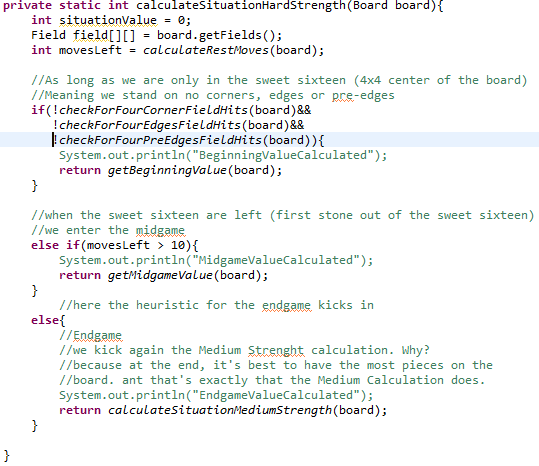 private static int calculateSituationHardStrength(Board board){
int situationValue = 0;
Field field[][] = board.getFields();
int movesLeft = calculateRestMoves(board);
//As long as we are only in the sweet sixteen (4x4 center of the board)
//Meaning we stand on no corners, edges or pre-edges
if(!checkForFourCornerFieldHits(board)&&
!checkForFourEdgesFieldHits(board)&&
!checkForFourPreEdgesFieldHits(board)){
System.out.println("BeginningValueCalculated");
return getBeginningValue(board);
}
//when the sweet sixteen are left (first stone out of the sweet sixteen)
//we enter the midgame
else if(movesLeft > 10){
System.out.println("MidgameValueCalculated");
return getMidgameValue(board);
}
//here the heuristic for the endgame kicks in
else{
//Endgame
//we kick again the Medium Strenght calculation. Why?
//because at the end, it's best to have the most pieces on the
//board. ant that's exactly that the Medium Calculation does.
System.out.println("EndgameValueCalculated");
return calculateSituationMediumStrength(board);
}
}